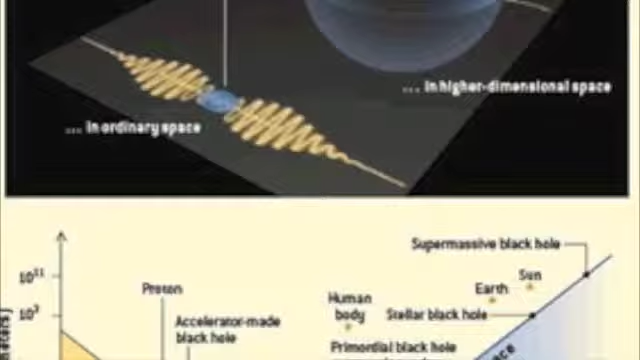 ... in higher-dimensional space
... in ordinary space
Supermassive black hole
10¹¹
Proton
Earth
Sun
Human
body
10³
Stellar black hole
Accelerator-made
black hole
Primordial black hole